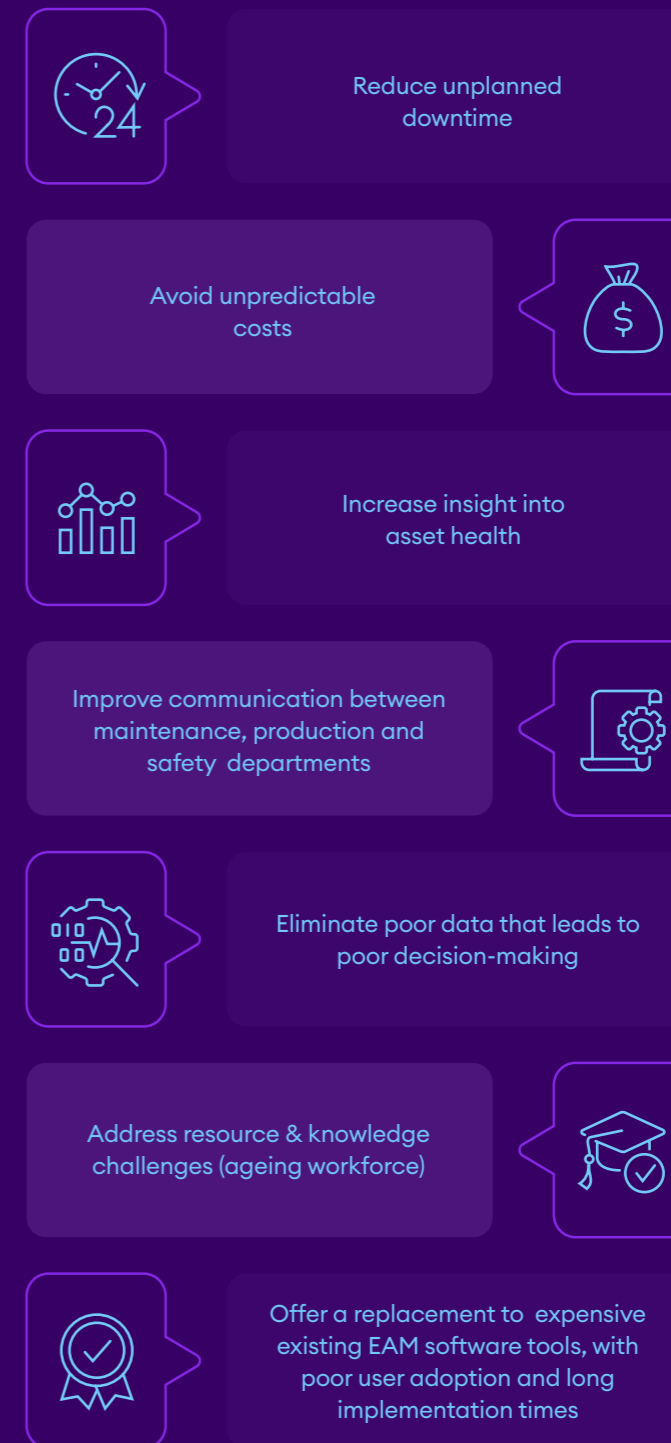 24
Reduce unplanned
downtime
Avoid unpredictable
costs
$
Increase insight into
asset health
Improve communication between
maintenance, production and
safety departments
010
00
Eliminate poor data that leads to
poor decision-making
Address resource & knowledge
challenges (ageing workforce)
Offer a replacement to expensive
existing EAM software tools, with
poor user adoption and long
implementation times